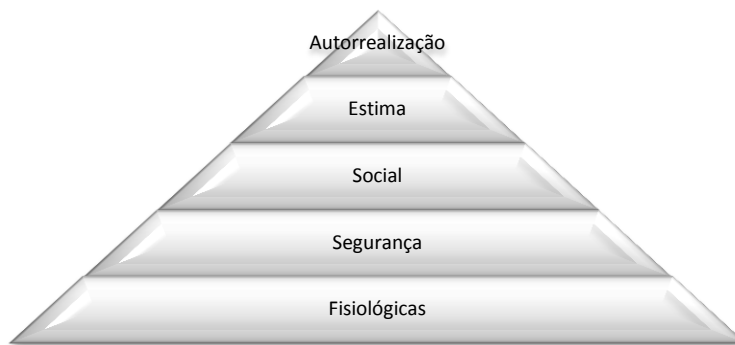 Autorrealização
Estima
Social
Segurança
Fisiológicas